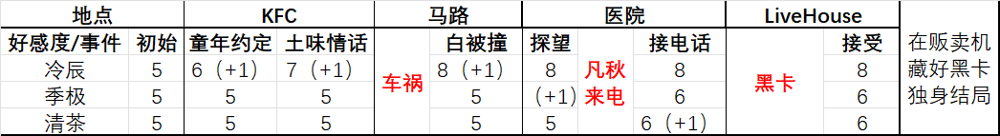 地点 KFC 马路 医院 LiveHouse
好感度/事件 初始 童年约定 土味情话 车祸 白被撞 探望 凡秋来电 接电话 黑卡 接受 在贩卖机藏好黑卡独身结局
冷辰 5 6（+1） 7（+1） 8（+1） 8 8 8
季极 5 5 5 5 (+1） 6 6
清茶 5 5 5 5 5 6（+1） 6